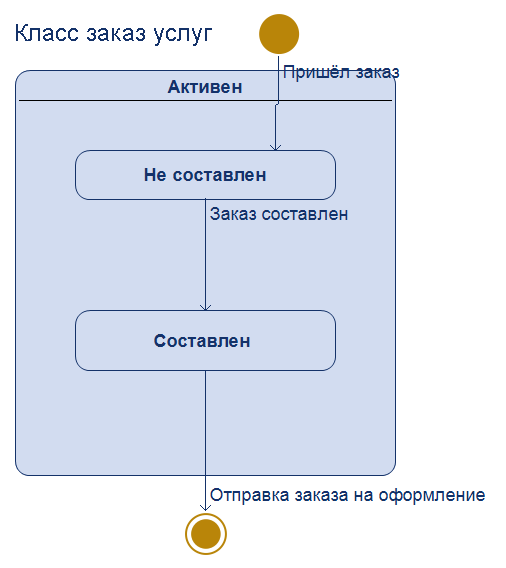 Класс заказ услуг
Пришёл заказ
Активен
Не составлен
Заказ составлен
Составлен
Отправка заказа на оформление